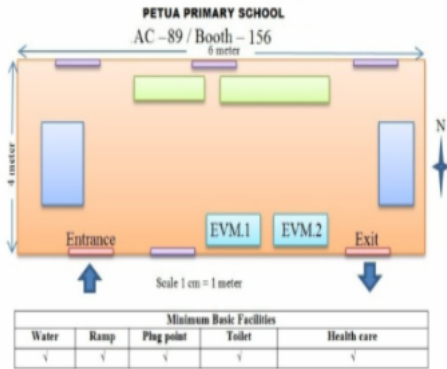 PETUA PRIMARY SCHOOL
AC –89 / Booth – 156
6 meter
4 meter
N
EVM.1 EVM.2
Entrance Exit
Scale 1 cm = 1 meter
Minimum Basic Facilities
Water Ramp Plug point Toilet Health care
√ √ √ √ √